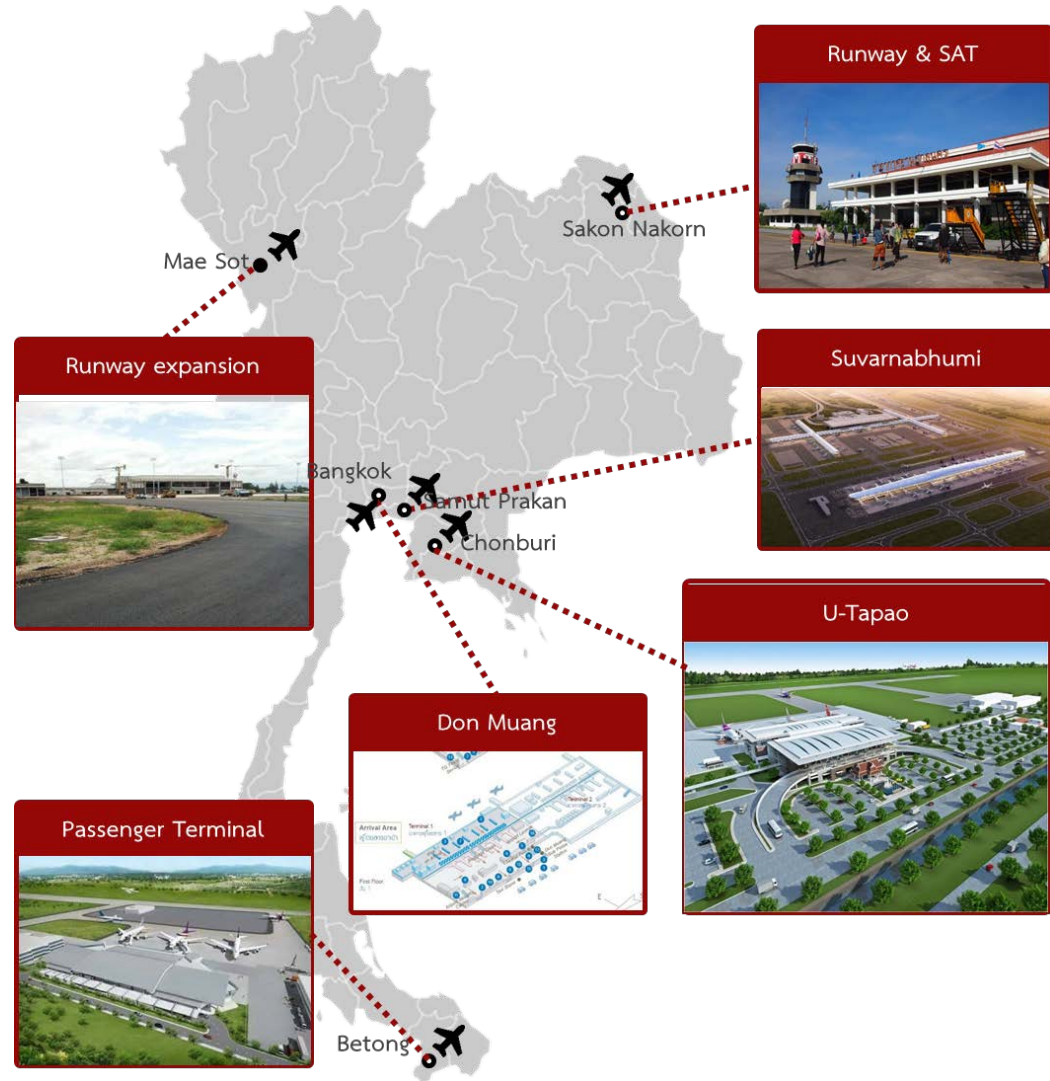 Runway & SAT
Sakon Nakorn
Mae Sot
Runway expansion
Suvarnabhumi
Bangkok
Samut Prakan
Chonburi
U-Tapao
Don Muang
Terminal 2
Arrival Area
Terminal 1
Passenger Terminal
Betong